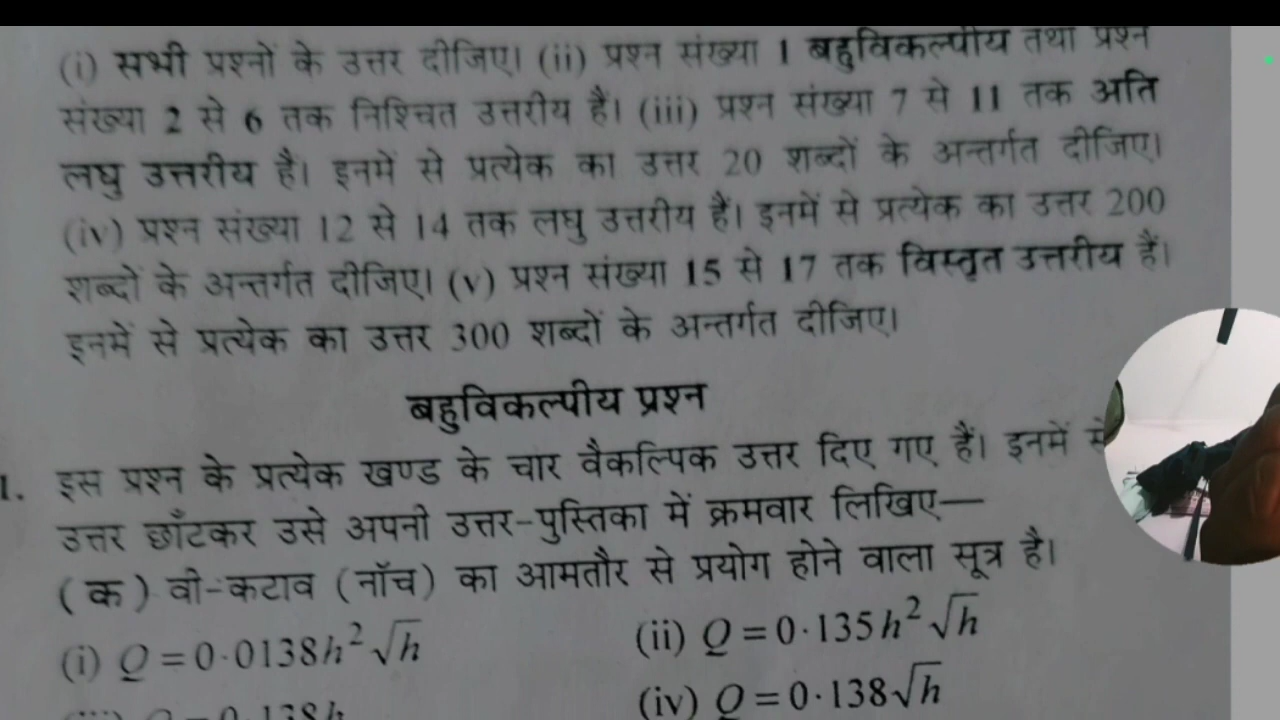 (i) सभी प्रश्नों के उत्तर दीजिए। (ii) प्रश्न संख्या 1 बहुविकल्पीय तथा प्रश्न
संख्या 2 से 6 तक निश्चित उत्तरीय हैं। (iii) प्रश्न संख्या 7 से 11 तक अति
लघु उत्तरीय है। इनमें से प्रत्येक का उत्तर 20 शब्दों के अन्तर्गत दीजिए।
(iv) प्रश्न संख्या 12 से 14 तक लघु उत्तरीय हैं। इनमें से प्रत्येक का उत्तर 200
शब्दों के अन्तर्गत दीजिए। (v) प्रश्न संख्या 15 से 17 तक विस्तृत उत्तरीय हैं।
इनमें से प्रत्येक का उत्तर 300 शब्दों के अन्तर्गत दीजिए।
बहुविकल्पीय प्रश्न
1. इस प्रश्न के प्रत्येक खण्ड के चार वैकल्पिक उत्तर दिए गए हैं। इनमें से
उत्तर छाँटकर उसे अपनी उत्तर-पुस्तिका में क्रमवार लिखिए—
(क) वी-कटाव (नॉच) का आमतौर से प्रयोग होने वाला सूत्र है।
(i) Q = 0·0138h²√h (ii) Q = 0·135h²√h
(iii) Q = 0·138h (iv) Q = 0·138√h